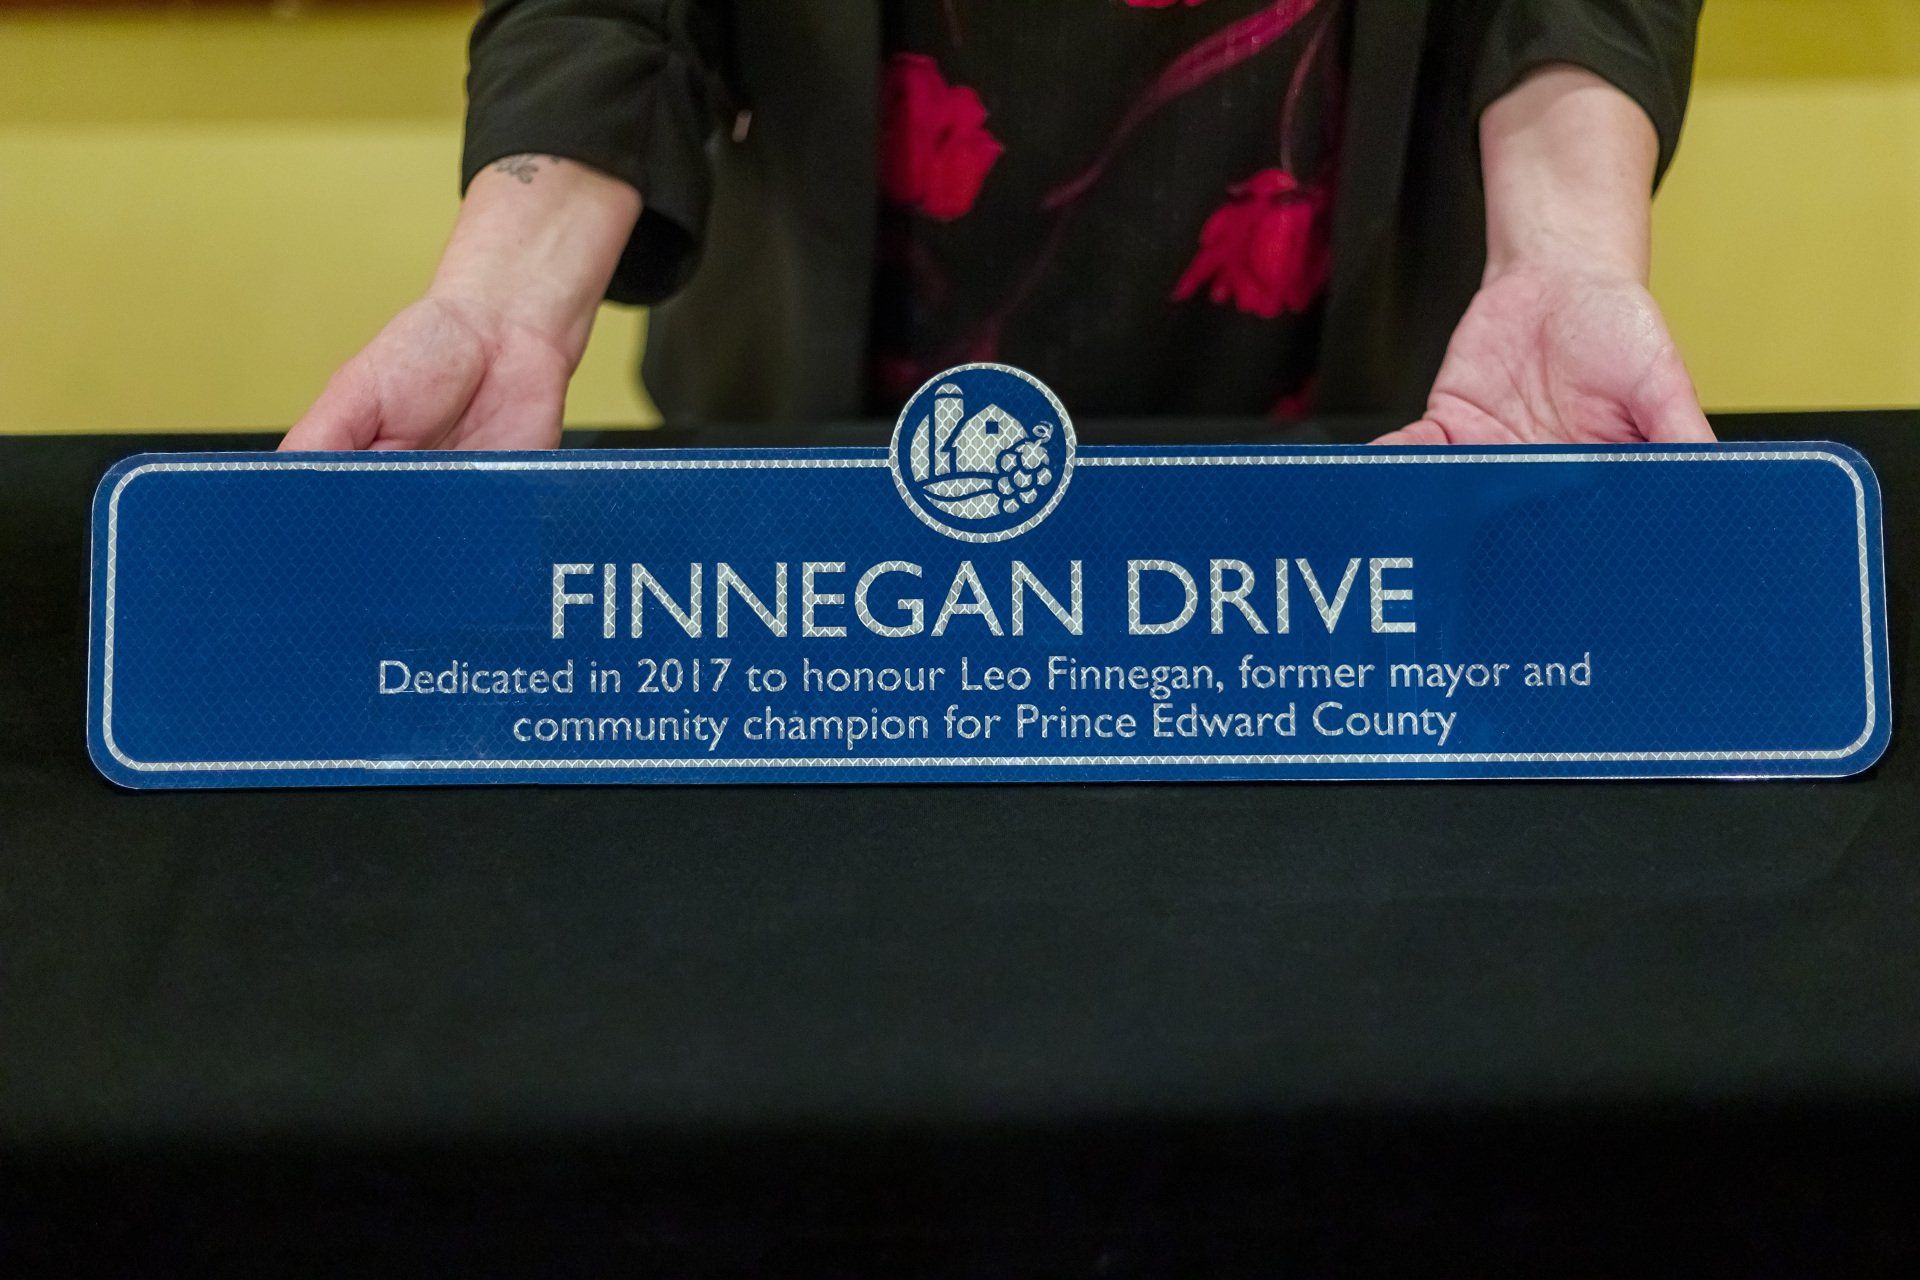 FINNEGAN DRIVE
Dedicated in 2017 to honour Leo Finnegan, former mayor and
community champion for Prince Edward County